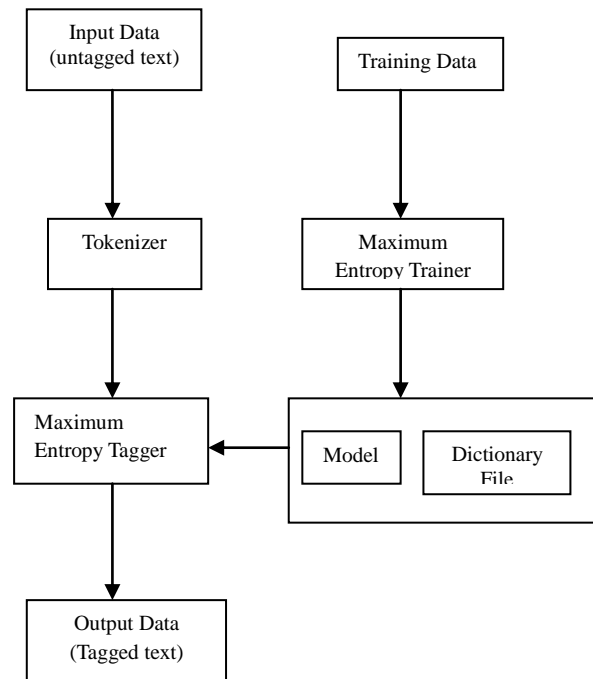 Input Data
(untagged text)
Training Data
Tokenizer
Maximum
Entropy Trainer
Maximum
Entropy Tagger
Model
Dictionary
File
Output Data
(Tagged text)